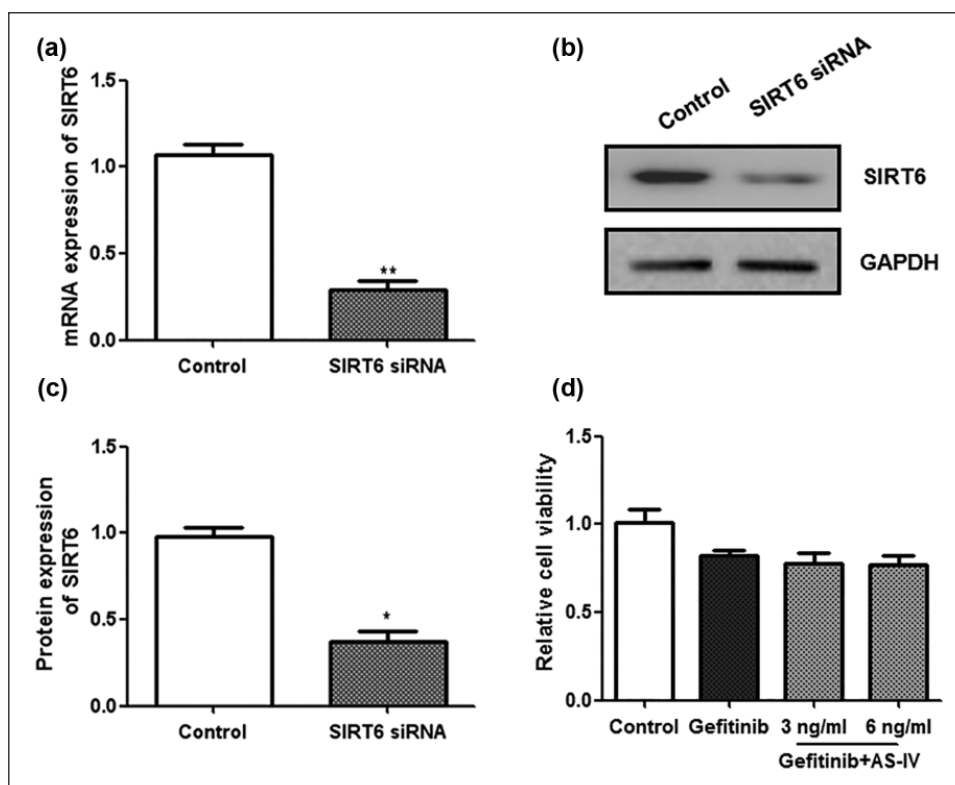 (a)
mRNA expression of SIRT6
1.5
1.0
0.5
0.0
**
Control
SIRT6 siRNA
(b)
Control
SIRT6 siRNA
SIRT6
GAPDH
(c)
Protein expression
of SIRT6
1.5
1.0
0.5
0.0
*
Control
SIRT6 siRNA
(d)
Relative cell viability
1.5
1.0
0.5
0.0
Control
Gefitinib
3 ng/ml
6 ng/ml
Gefitinib+AS-IV